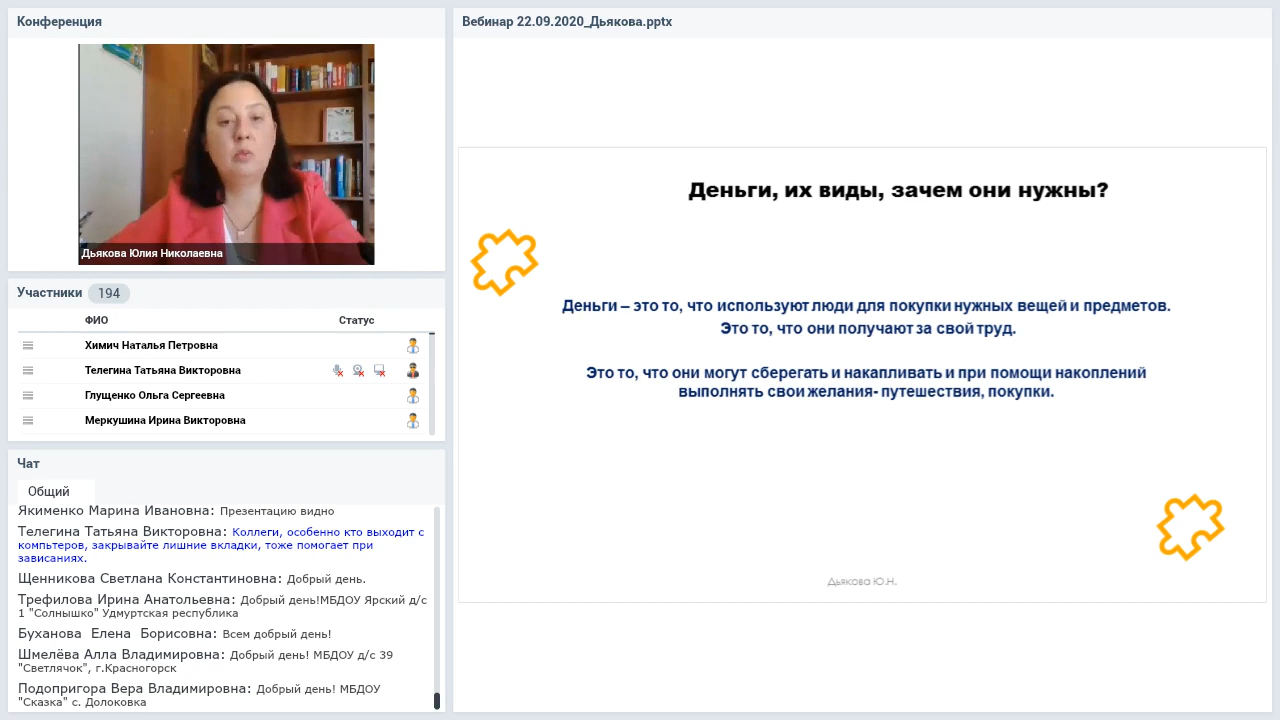 Конференция
Дьякова Юлия Николаевна
Участники 194
ФИО Статус
Химич Наталья Петровна
Телегина Татьяна Викторовна
Глущенко Ольга Сергеевна
Меркушина Ирина Викторовна
Чат
Общий
Якименко Марина Ивановна: Презентацию видно
Телегина Татьяна Викторовна: Коллеги, особенно кто выходит с
компьтеров, закрывайте лишние вкладки, тоже помогает при
зависаниях.
Щенникова Светлана Константиновна: Добрый день.
Трефилова Ирина Анатольевна: Добрый день!МБДОУ Ярский д/с
1 "Солнышко" Удмуртская республика
Буханова Елена Борисовна: Всем добрый день!
Шмелёва Алла Владимировна: Добрый день! МБДОУ д/с 39
"Светлячок", г.Красногорск
Подопригора Вера Владимировна: Добрый день! МБДОУ
"Сказка" с. Долоковка
Вебинар 22.09.2020_Дьякова.pptx
Деньги, их виды, зачем они нужны?
Деньги – это то, что используют люди для покупки нужных вещей и предметов.
Это то, что они получают за свой труд.
Это то, что они могут сберегать и накапливать и при помощи накоплений
выполнять свои желания- путешествия, покупки.
Дьякова Ю.Н.